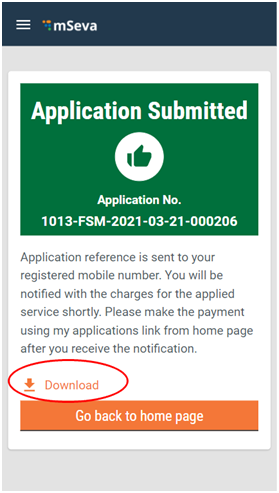 mSeva
Application Submitted
Application No.
1013-FSM-2021-03-21-000206
Application reference is sent to your
registered mobile number. You will be
notified with the charges for the applied
service shortly. Please make the payment
using my applications link from home page
after you receive the notification.
Download
Go back to home page